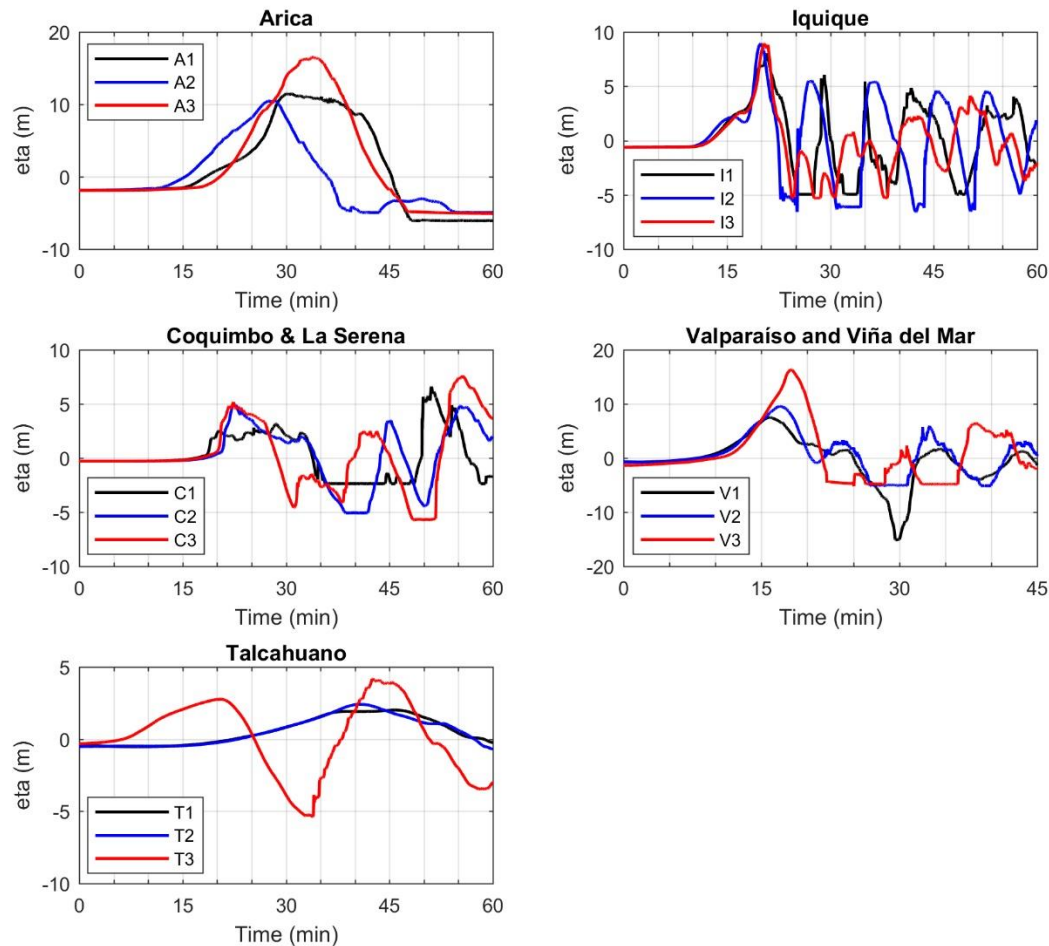 Arica
20
10
0
-10
eta (m)
A1
A2
A3
0 15 30 45 60
Time (min)
Iquique
10
5
0
-5
-10
eta (m)
I1
I2
I3
0 15 30 45 60
Time (min)
Coquimbo & La Serena
10
5
0
-5
-10
eta (m)
C1
C2
C3
0 15 30 45 60
Time (min)
Valparaíso and Viña del Mar
20
10
0
-10
-20
eta (m)
V1
V2
V3
0 15 30 45
Time (min)
Talcahuano
5
0
-5
-10
eta (m)
T1
T2
T3
0 15 30 45 60
Time (min)